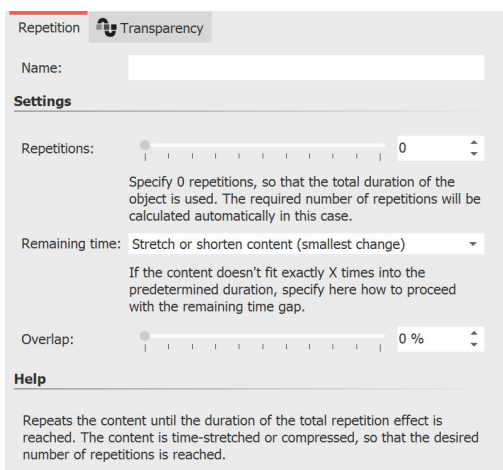 Repetition Transparency
Name:
Settings
Repetitions: 0
Specify 0 repetitions, so that the total duration of the
object is used. The required number of repetitions will be
calculated automatically in this case.
Remaining time: Stretch or shorten content (smallest change)
If the content doesn't fit exactly X times into the
predetermined duration, specify here how to proceed
with the remaining time gap.
Overlap: 0 %
Help
Repeats the content until the duration of the total repetition effect is
reached. The content is time-stretched or compressed, so that the desired
number of repetitions is reached.